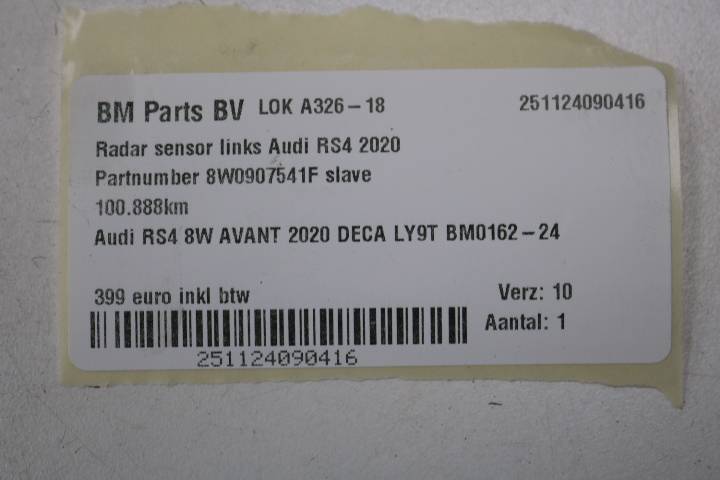 BM Parts BV LOK A326-18 251124090416
Radar sensor links Audi RS4 2020
Partnumber 8W0907541F slave
100.888km
Audi RS4 8W AVANT 2020 DECA LY9T BM0162-24
399 euro inkl btw Verz: 10
Aantal: 1
251124090416